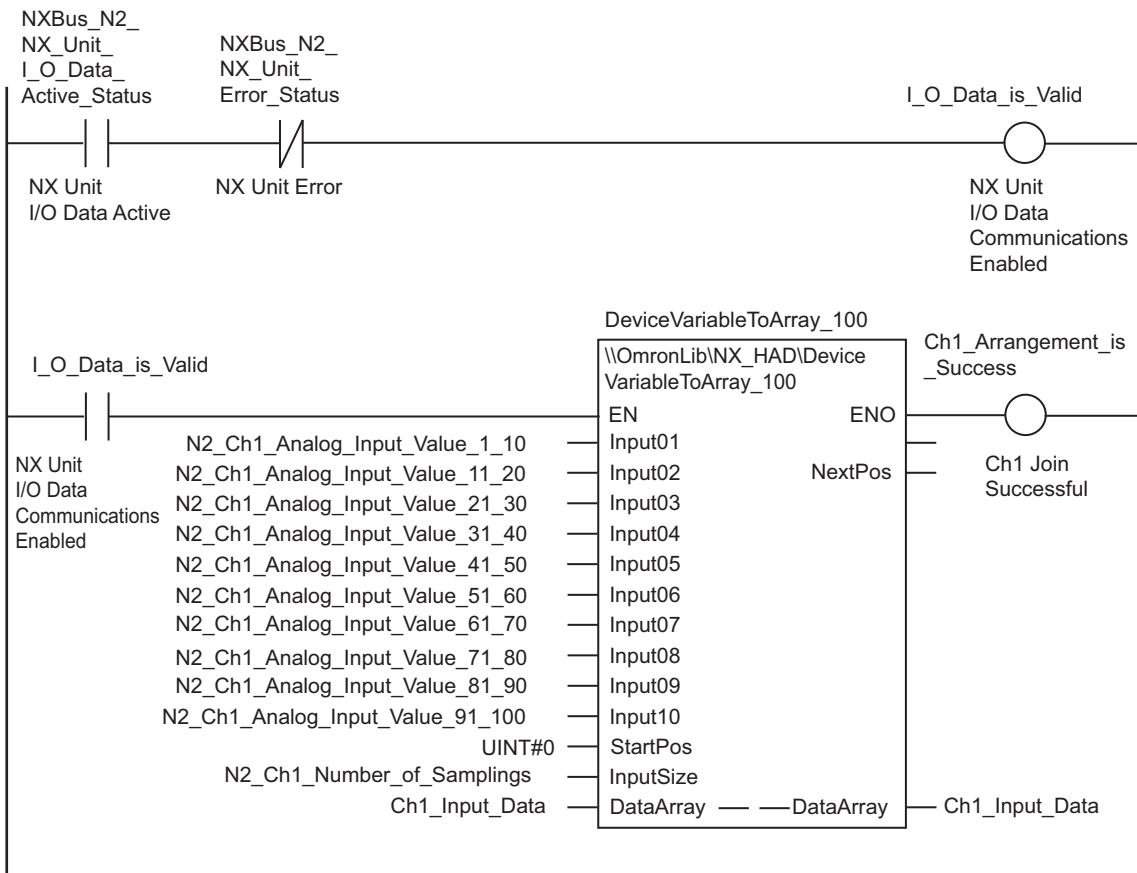 NXBus_N2_
NX_Unit_
I_O_Data_
Active_Status
NXBus_N2_
NX_Unit_
Error_Status
I_O_Data_is_Valid
NX Unit
I/O Data Active
NX Unit Error
NX Unit
I/O Data
Communications
Enabled
DeviceVariableToArray_100
I_O_Data_is_Valid
\\OmronLib\NX_HAD\Device
VariableToArray_100
Ch1_Arrangement_is
_Success
EN
ENO
NX Unit
I/O Data
Communications
Enabled
Ch1 Join
Successful
N2_Ch1_Analog_Input_Value_1_10
Input01
N2_Ch1_Analog_Input_Value_11_20
Input02
NextPos
N2_Ch1_Analog_Input_Value_21_30
Input03
N2_Ch1_Analog_Input_Value_31_40
Input04
N2_Ch1_Analog_Input_Value_41_50
Input05
N2_Ch1_Analog_Input_Value_51_60
Input06
N2_Ch1_Analog_Input_Value_61_70
Input07
N2_Ch1_Analog_Input_Value_71_80
Input08
N2_Ch1_Analog_Input_Value_81_90
Input09
N2_Ch1_Analog_Input_Value_91_100
Input10
UINT#0
StartPos
N2_Ch1_Number_of_Samplings
InputSize
Ch1_Input_Data
DataArray
DataArray
Ch1_Input_Data